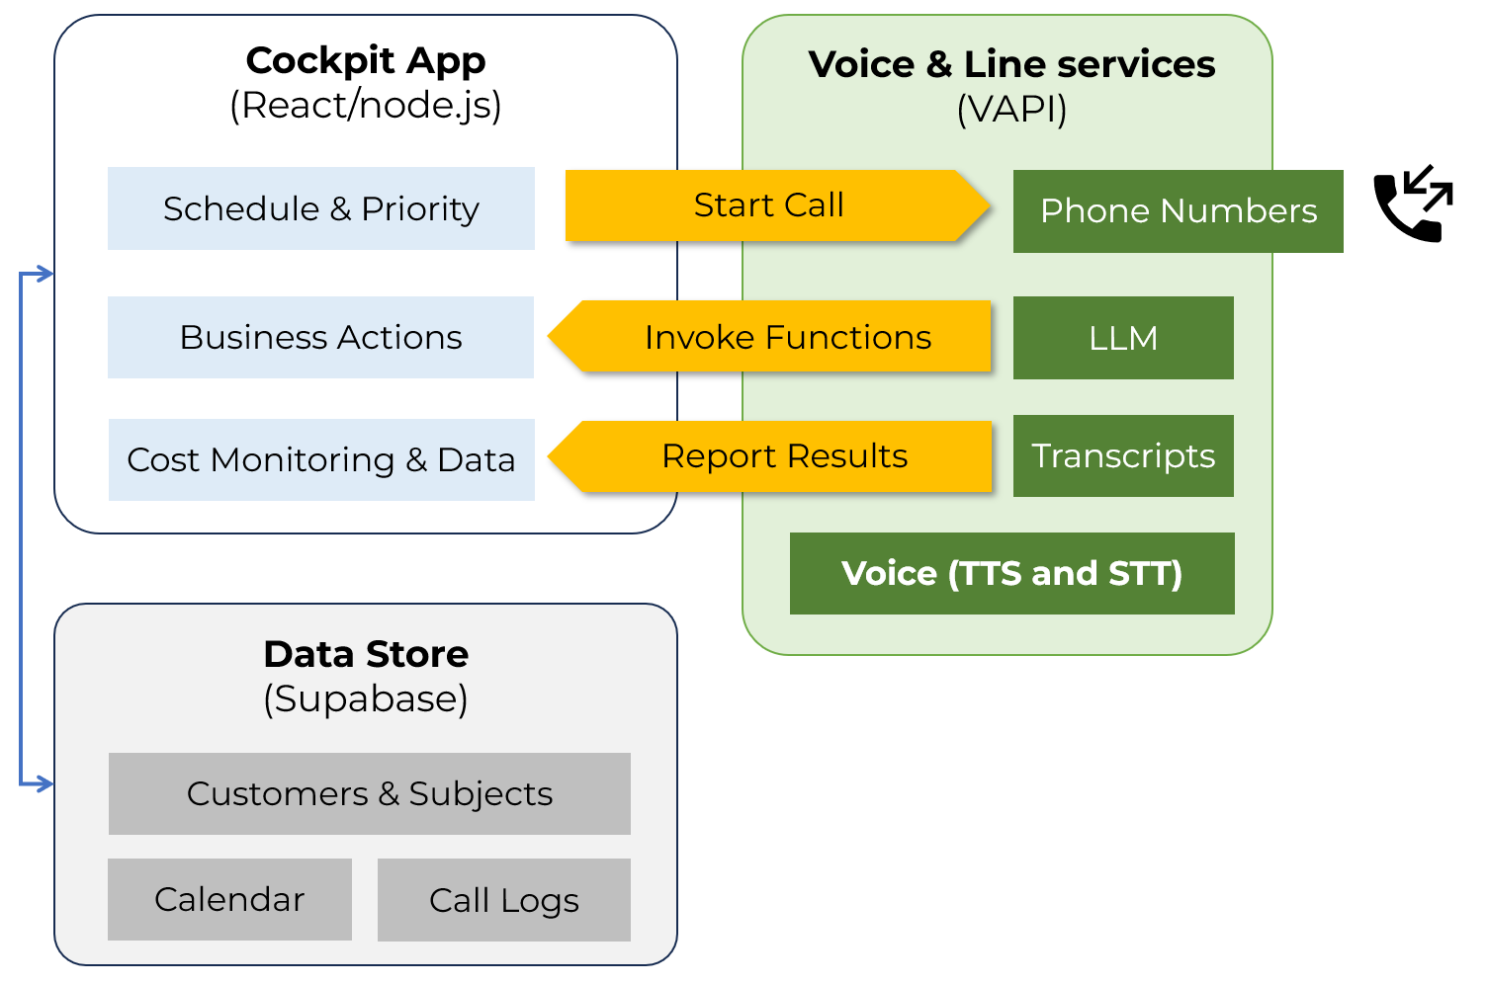 Cockpit App
(React/node.js)
Schedule & Priority
Business Actions
Cost Monitoring & Data
Start Call
Invoke Functions
Report Results
Voice & Line services
(VAPI)
Phone Numbers
LLM
Transcripts
Voice (TTS and STT)
Data Store
(Supabase)
Customers & Subjects
Calendar
Call Logs